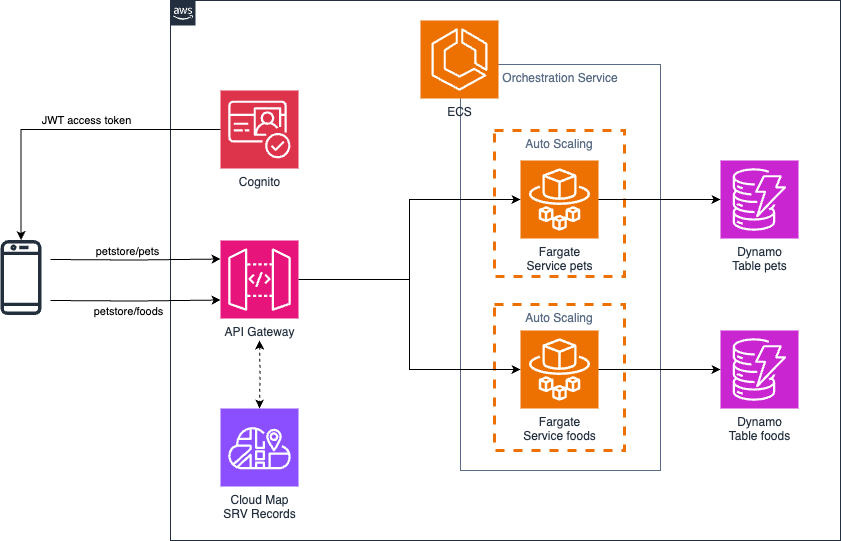 aws
Orchestration Service
ECS
JWT access token
Cognito
Auto Scaling
Fargate
Service pets
Dynamo
Table pets
petstore/pets
petstore/foods
API Gateway
Auto Scaling
Fargate
Service foods
Dynamo
Table foods
Cloud Map
SRV Records